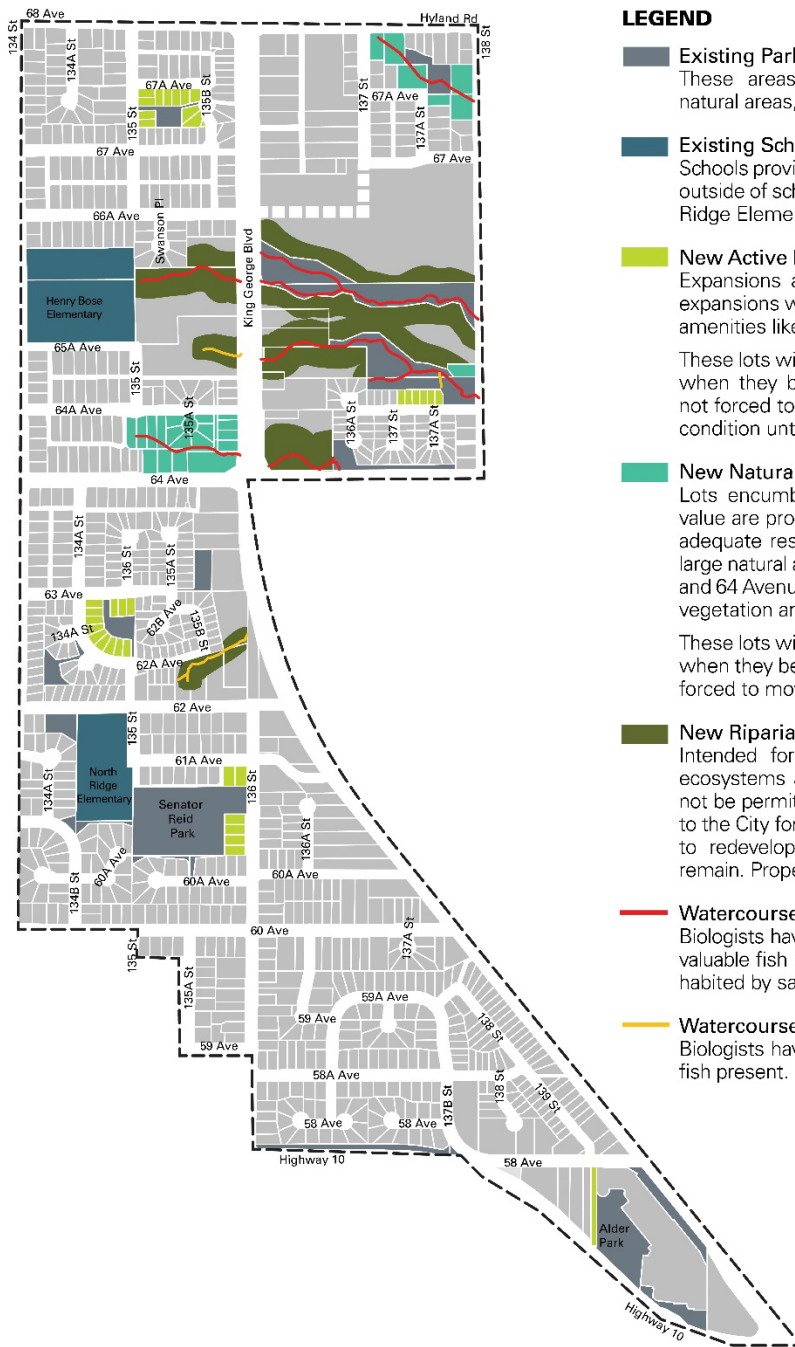 68 Ave
Hyland Rd
134 St
138 St
134A St
67A Ave
135B St
135 St
137 St
67A Ave
137A St
67 Ave
67 Ave
66A Ave
Swanson Pl
King George Blvd
Henry Bose
Elementary
65A Ave
135 St
64A Ave
135A St
136A St
137 St
137A St
64 Ave
134A St
136 St
135A St
63 Ave
134A St
62B Ave
135B St
62A Ave
62 Ave
135 St
61A Ave
134A St
North
Ridge
Elementary
Senator
Reid
Park
136 St
136A St
60A Ave
60A Ave
60A Ave
134B St
60 Ave
135 St
135A St
137A St
59 Ave
59A Ave
59 Ave
138 St
58A Ave
138 St
139 St
137B St
58 Ave
58 Ave
58 Ave
Highway 10
Alder
Park
Highway 10
LEGEND
Existing Park
These areas
natural areas,
Existing Sch
Schools provi
outside of sch
Ridge Eleme
New Active
Expansions a
expansions w
amenities like
These lots wi
when they b
not forced to
condition unt
New Natura
Lots encumb
value are pro
adequate res
large natural a
and 64 Avenu
vegetation ar
These lots wi
when they be
forced to mov
New Riparia
Intended for
ecosystems a
not be permit
to the City for
to redevelop
remain. Prope
Watercourse
Biologists hav
valuable fish
habited by sa
Watercourse
Biologists hav
fish present.